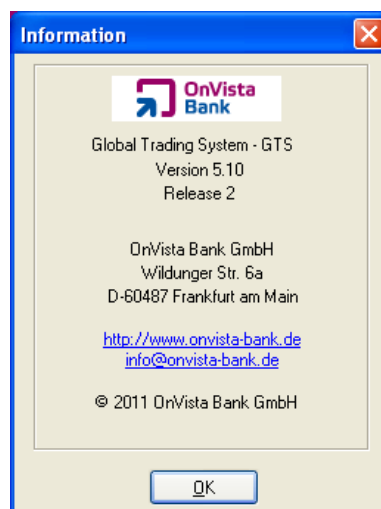 Information
OnVista
Bank
Global Trading System - GTS
Version 5.10
Release 2
OnVista Bank GmbH
Wildunger Str. 6a
D-60487 Frankfurt am Main
http://www.onvista-bank.de
info@onvista-bank.de
© 2011 OnVista Bank GmbH
OK